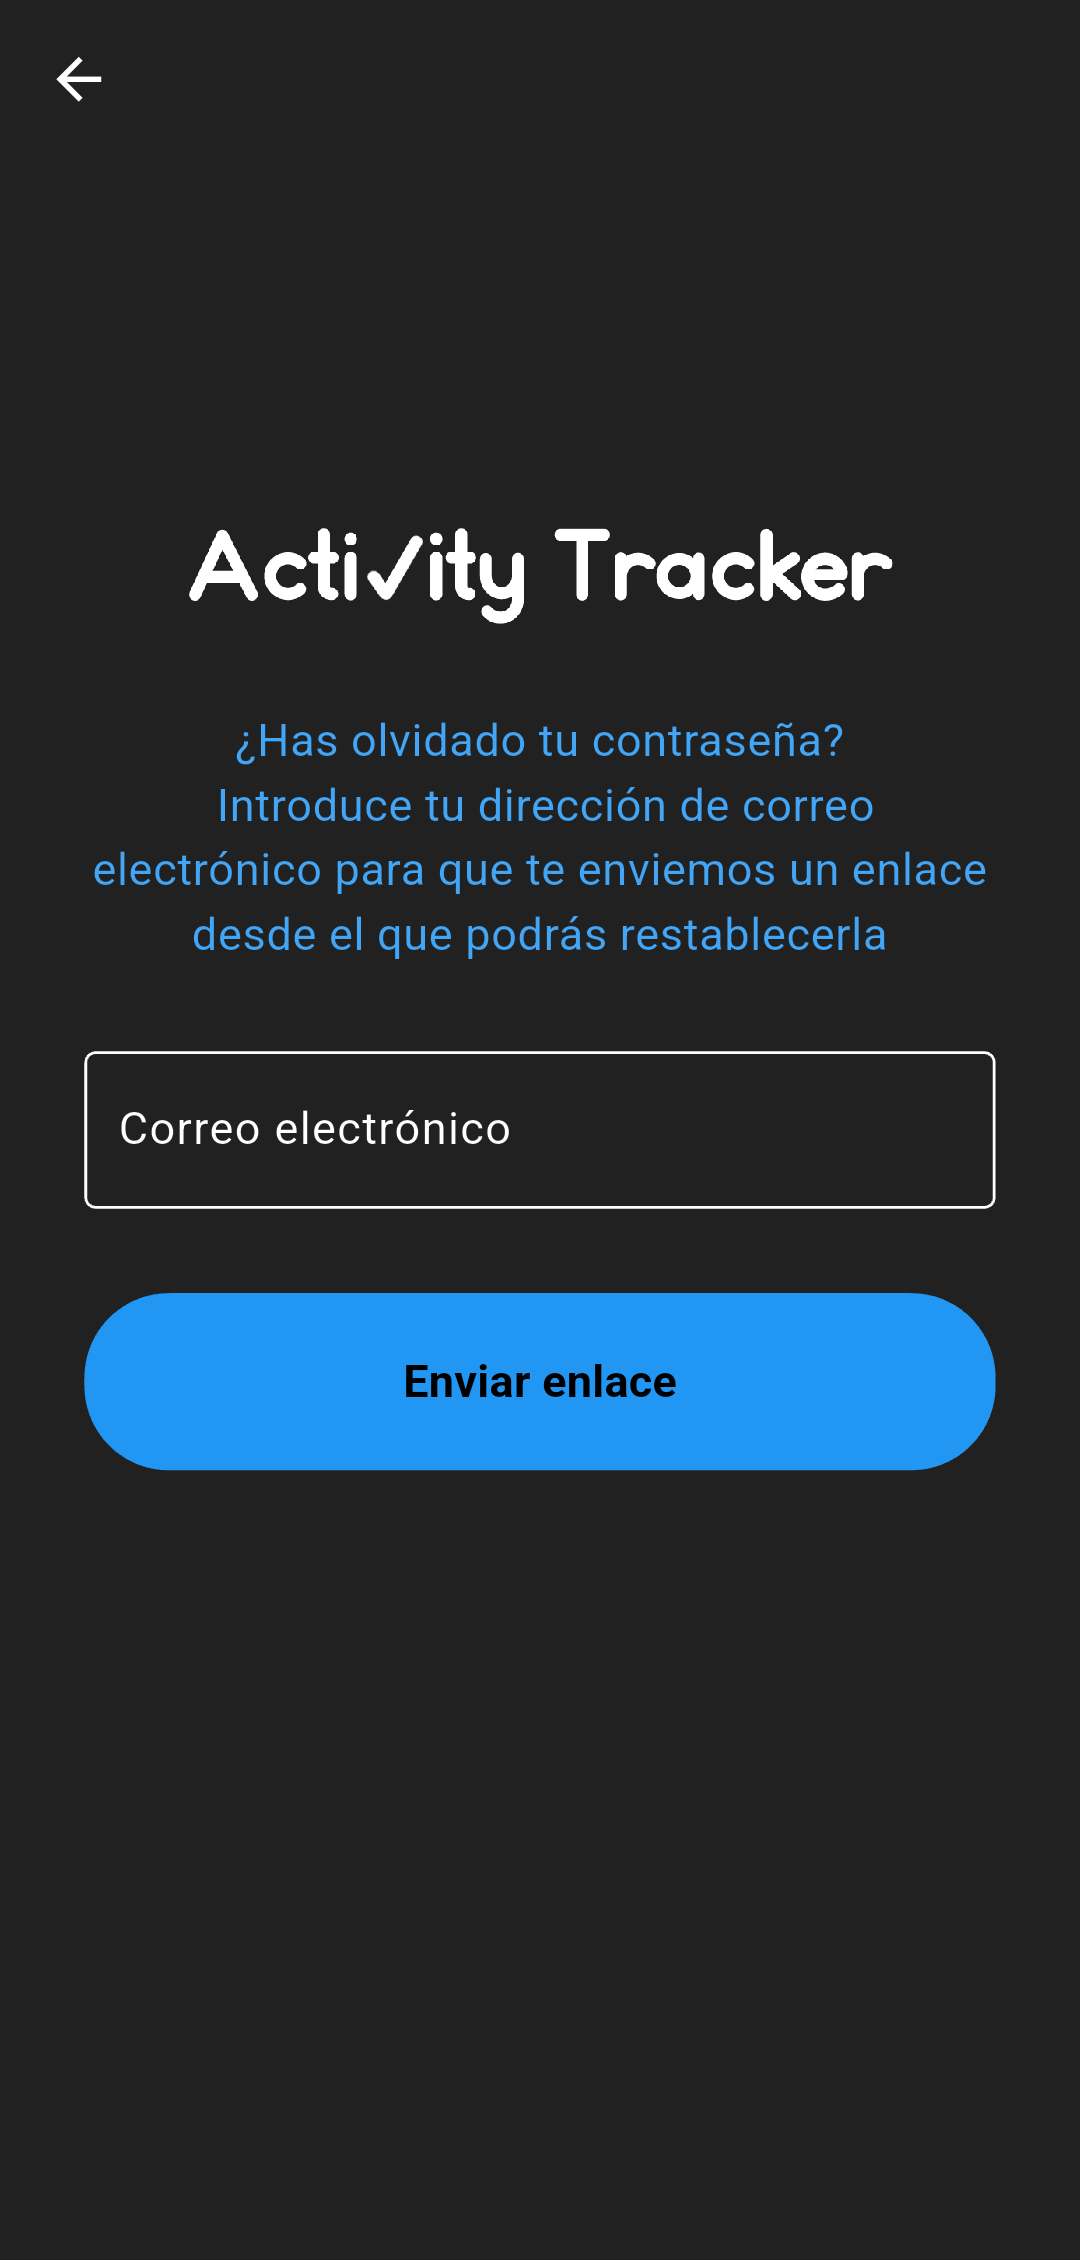 Activity Tracker
¿Has olvidado tu contraseña?
Introduce tu dirección de correo
electrónico para que te enviemos un enlace
desde el que podrás restablecerla
Correo electrónico
Enviar enlace